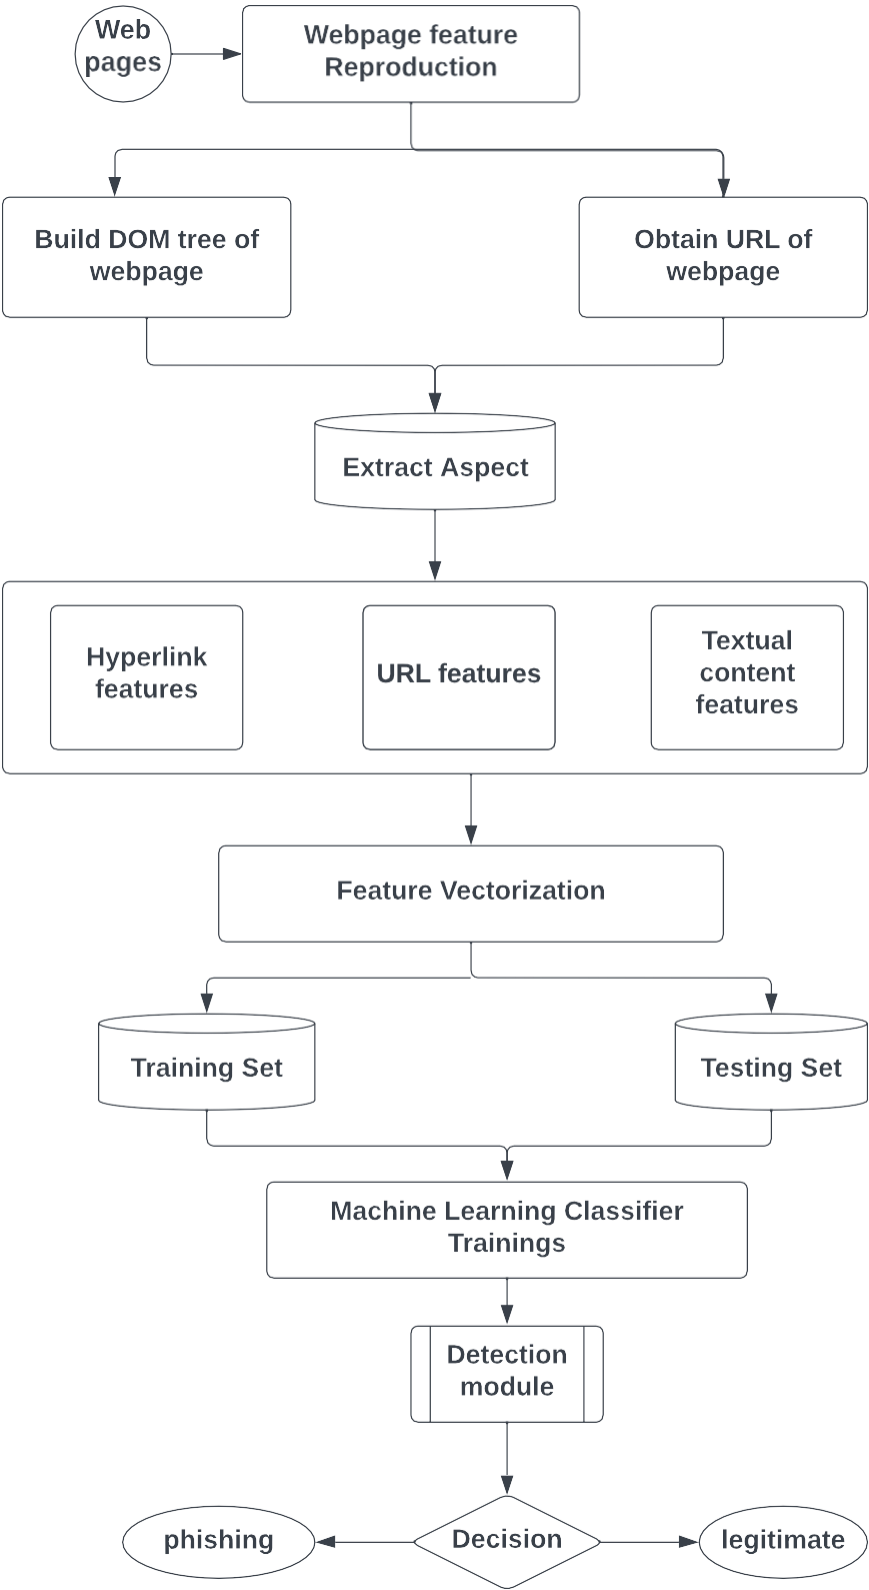 Web
pages
Webpage feature
Reproduction
Build DOM tree of
webpage
Obtain URL of
webpage
Extract Aspect
Hyperlink
features
URL features
Textual
content
features
Feature Vectorization
Training Set
Testing Set
Machine Learning Classifier
Trainings
Detection
module
phishing
Decision
legitimate